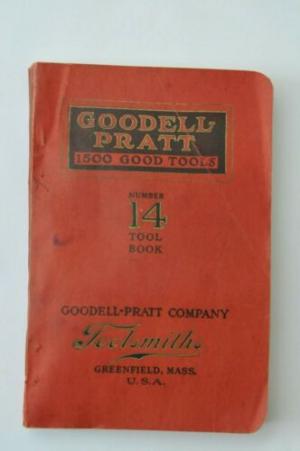 GOODELL-
PRATT
1500 GOOD TOOLS
NUMBER
14
TOOL
BOOK
GOODELL-PRATT COMPANY
Toolsmiths
GREENFIELD, MASS.
U.S.A.